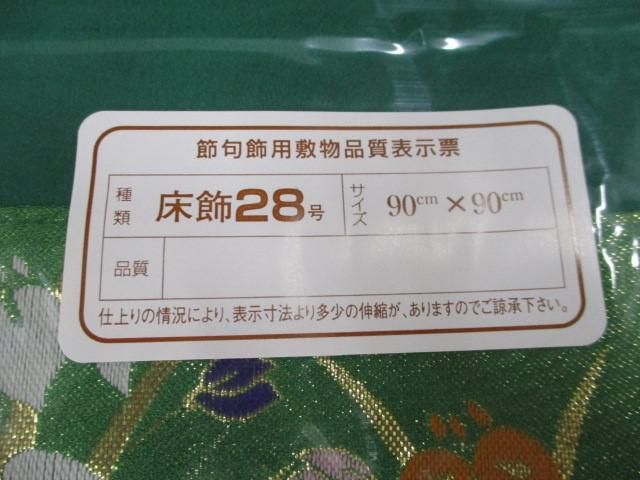 節句飾用敷物品質表示票
種類 床飾28号 サイズ 90cm×90cm
品質
仕上りの情況により、表示寸法より多少の伸縮が、ありますのでご諒承下さい。